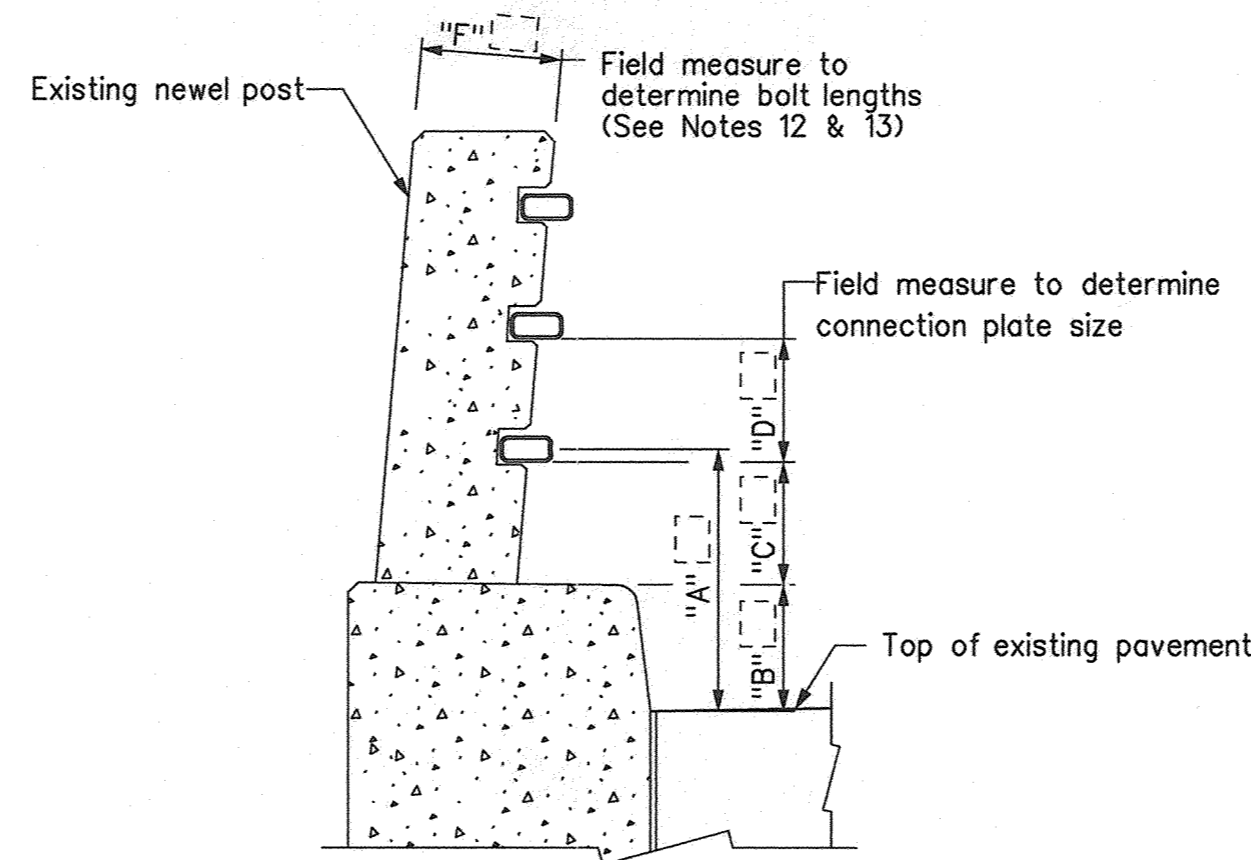 "F"
Existing newel post
Field measure to
determine bolt lengths
(See Notes 12 & 13)
Field measure to determine
connection plate size
"D"
"C"
"A"
"B"
Top of existing pavement